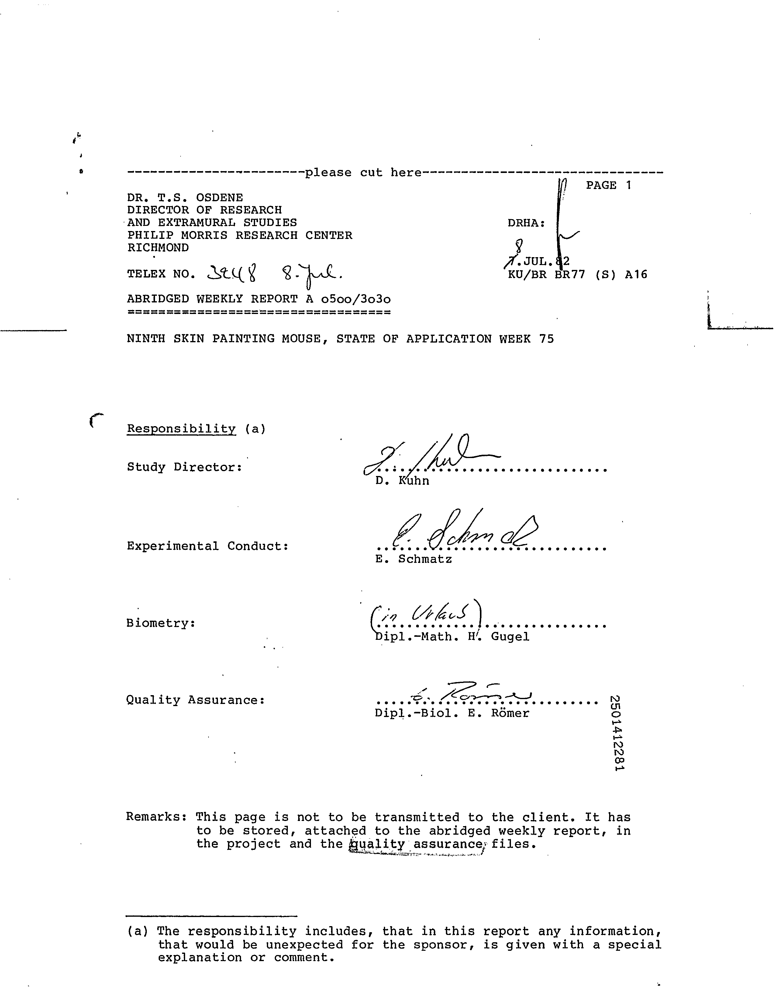 -----------------------please cut here-------------------------------
PAGE 1
DR. T.S. OSDENE
DIRECTOR OF RESEARCH
AND EXTRAMURAL STUDIES
PHILIP MORRIS RESEARCH CENTER
RICHMOND
DRHA:
8
7.JUL.82
TELEX NO. 3248 8.Jul.
KU/BR BR77 (S) A16
ABRIDGED WEEKLY REPORT A o5oo/3o3o
==================================
NINTH SKIN PAINTING MOUSE, STATE OF APPLICATION WEEK 75
Responsibility (a)
Study Director:
D. Kuhn
Experimental Conduct:
E. Schmatz
Biometry:
(in Urlaub)
Dipl.-Math. H. Gugel
Quality Assurance:
E. Römer
Dipl.-Biol. E. Römer
2501412281
Remarks: This page is not to be transmitted to the client. It has
to be stored, attached to the abridged weekly report, in
the project and the quality assurance files.
(a) The responsibility includes, that in this report any information,
that would be unexpected for the sponsor, is given with a special
explanation or comment.